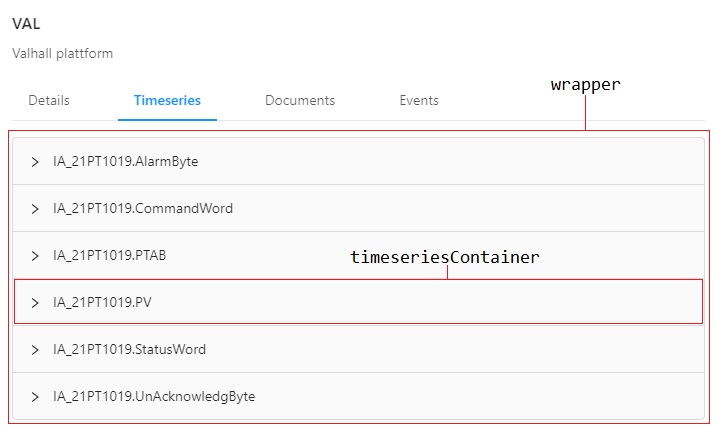 VAL
Valhall plattform
Details Timeseries Documents Events
wrapper
IA_21PT1019.AlarmByte
IA_21PT1019.CommandWord
IA_21PT1019.PTAB
timeseriesContainer
IA_21PT1019.PV
IA_21PT1019.StatusWord
IA_21PT1019.UnAcknowledgByte